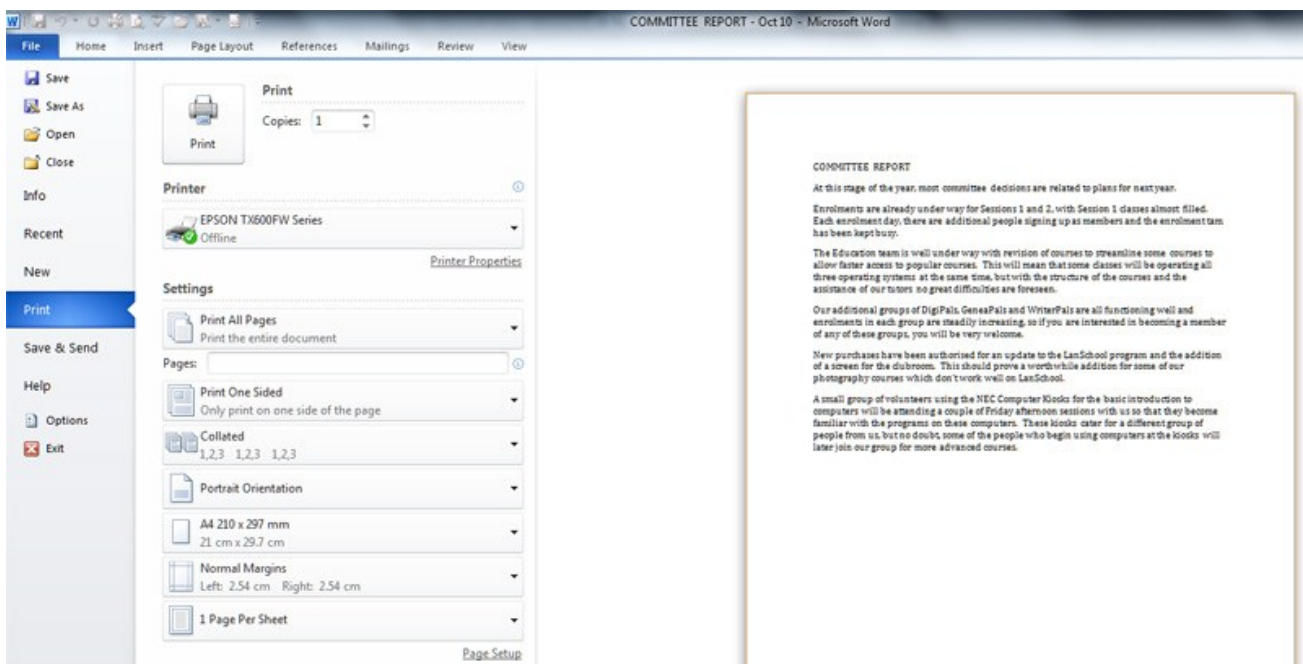 COMMITTEE REPORT - Oct 10 - Microsoft Word
File Home Insert Page Layout References Mailings Review View
Save
Save As
Open
Close
Info
Recent
New
Print
Save & Send
Help
Options
Exit
Print
Print
Copies: 1
Printer
EPSON TX600FW Series
Offline
Printer Properties
Settings
Print All Pages
Print the entire document
Pages:
Print One Sided
Only print on one side of the page
Collated
1,2,3 1,2,3 1,2,3
Portrait Orientation
A4 210 x 297 mm
21 cm x 29.7 cm
Normal Margins
Left: 2.54 cm Right: 2.54 cm
1 Page Per Sheet
Page Setup
COMMITTEE REPORT
At this stage of the year, most committee decisions are related to plans for next year.
Enrolments are already under way for Sessions 1 and 2, with Session 1 classes almost filled.
Each enrolment day, there are additional people signing up as members and the enrolment tam
has been kept busy.
The Education team is well under way with revision of courses to streamline some courses to
allow faster access to popular courses. This will mean that some classes will be operating all
three operating systems at the same time, but with the structure of the courses and the
assistance of our tutors no great difficulties are foreseen.
Our additional groups of DigiPals, GeneaPals and WriterPals are all functioning well and
enrolments in each group are steadily increasing, so if you are interested in becoming a member
of any of these groups, you will be very welcome.
New purchases have been authorised for an update to the LanSchool program and the addition
of a screen for the clubroom. This should prove a worthwhile addition for some of our
photography courses which don't work well on LanSchool.
A small group of volunteers using the NEC Computer Kiosks for the basic introduction to
computers will be attending a couple of Friday afternoon sessions with us so that they become
familiar with the programs on these computers. These kiosks cater for a different group of
people from us, but no doubt, some of the people who begin using computers at the kiosks will
later join our group for more advanced courses.